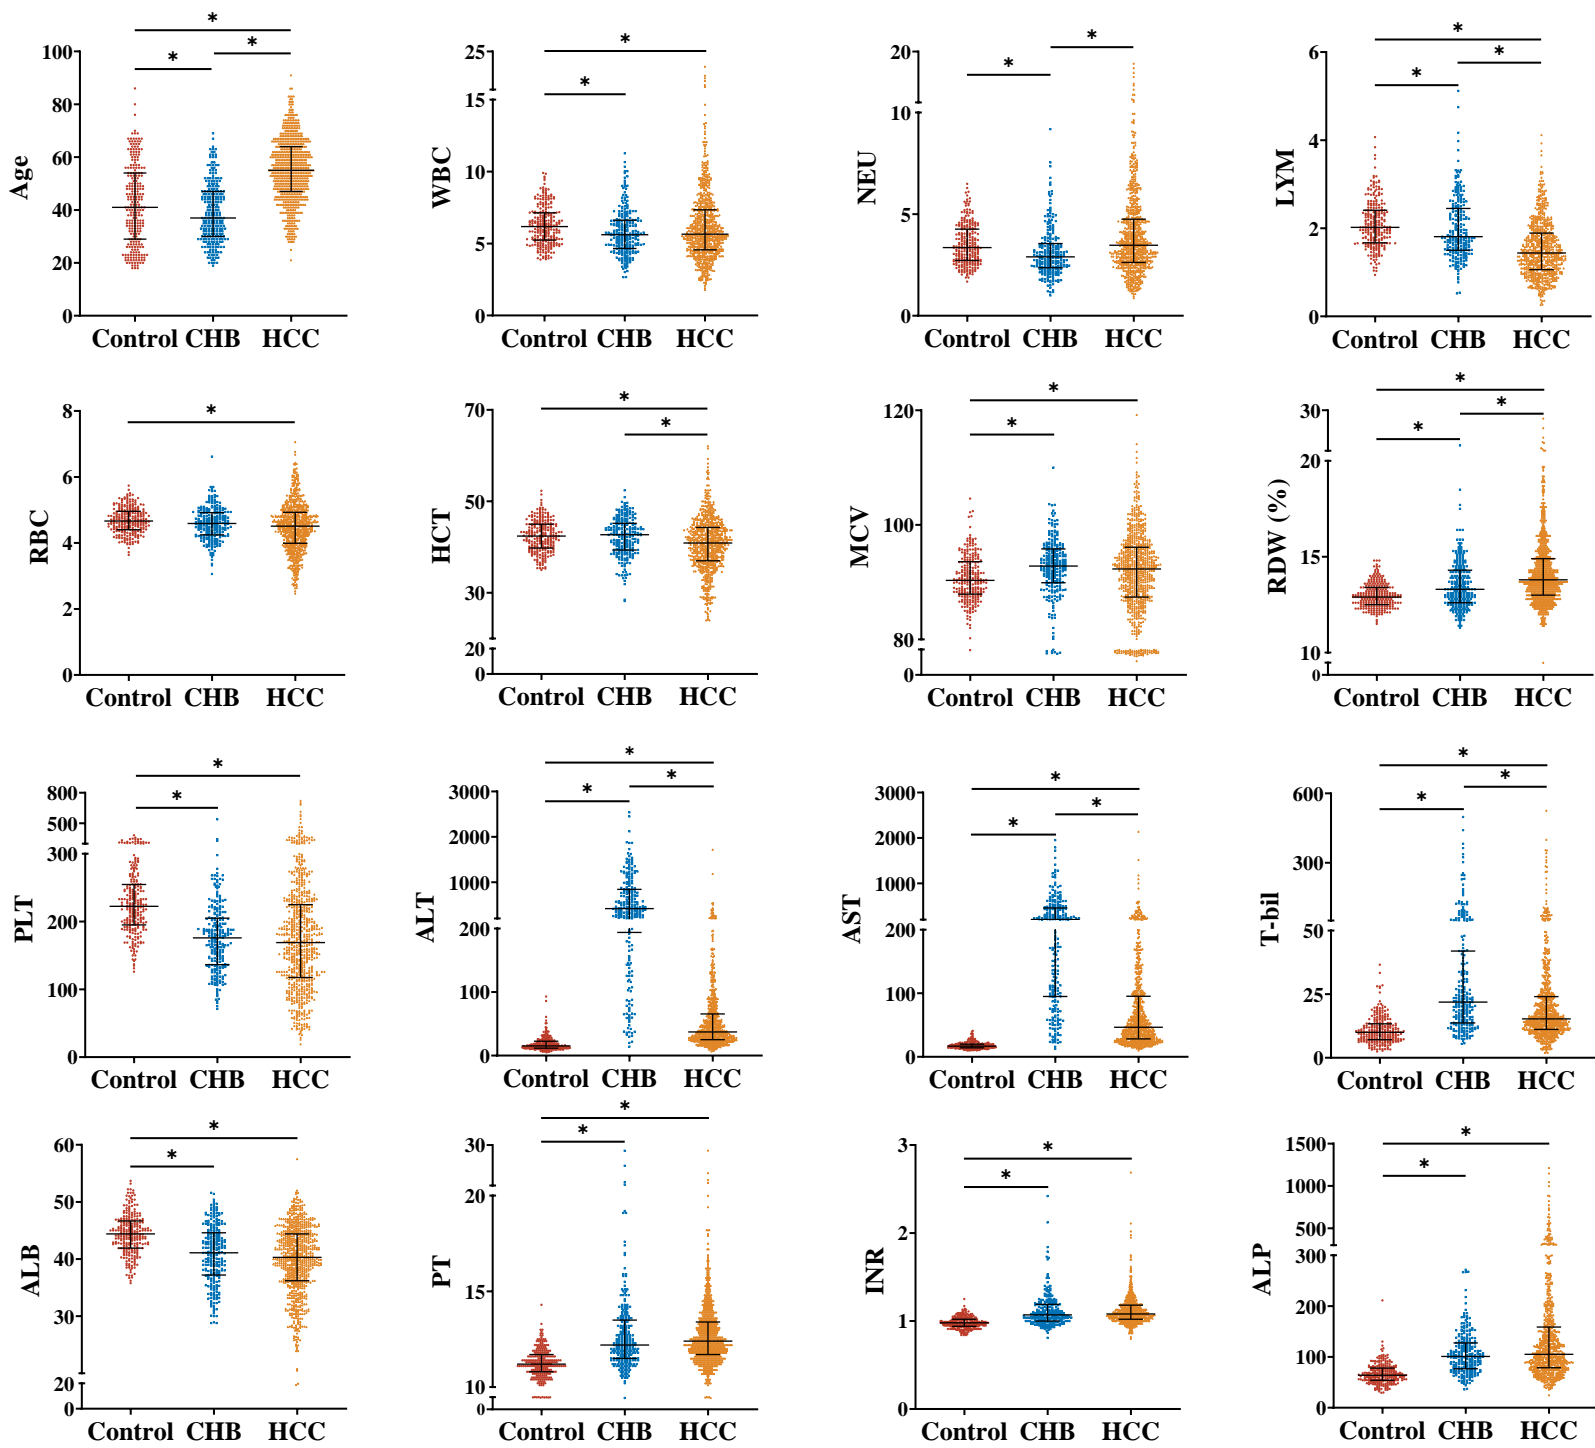 * * *
Age
100
80
60
40
20
0
Control CHB HCC
* *
WBC
25
15
10
5
0
Control CHB HCC
* *
NEU
20
10
5
0
Control CHB HCC
* * *
LYM
6
4
2
0
Control CHB HCC
*
RBC
8
6
4
2
0
Control CHB HCC
* *
HCT
70
50
30
20
0
Control CHB HCC
* *
MCV
120
100
80
0
Control CHB HCC
* * *
RDW (%)
30
20
15
10
0
Control CHB HCC
* *
PLT
800
500
300
200
100
0
Control CHB HCC
* * *
ALT
3000
2000
1000
200
100
0
Control CHB HCC
* * *
AST
3000
2000
1000
200
100
0
Control CHB HCC
* * *
T-bil
600
300
50
25
0
Control CHB HCC
* *
ALB
60
50
40
30
20
0
Control CHB HCC
* *
PT
30
20
15
10
0
Control CHB HCC
* *
INR
3
2
1
0
Control CHB HCC
* *
ALP
1500
1000
500
300
200
100
0
Control CHB HCC